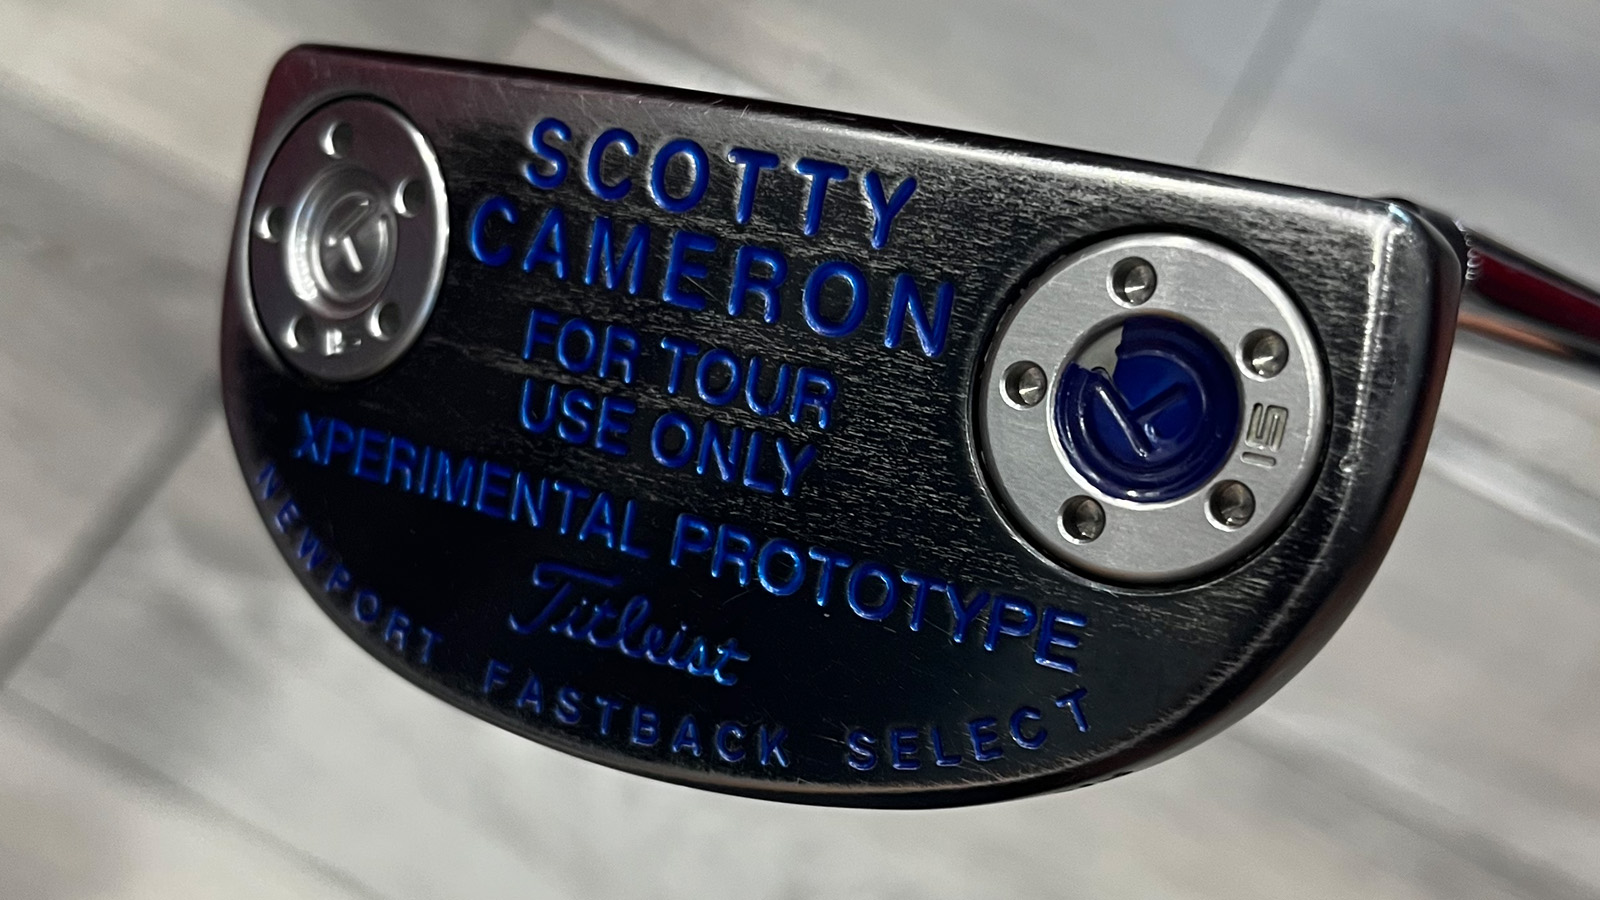 SCOTTY
CAMERON
FOR TOUR
USE ONLY
XPERIMENTAL PROTOTYPE
Titleist
NEWPORT FASTBACK SELECT
15